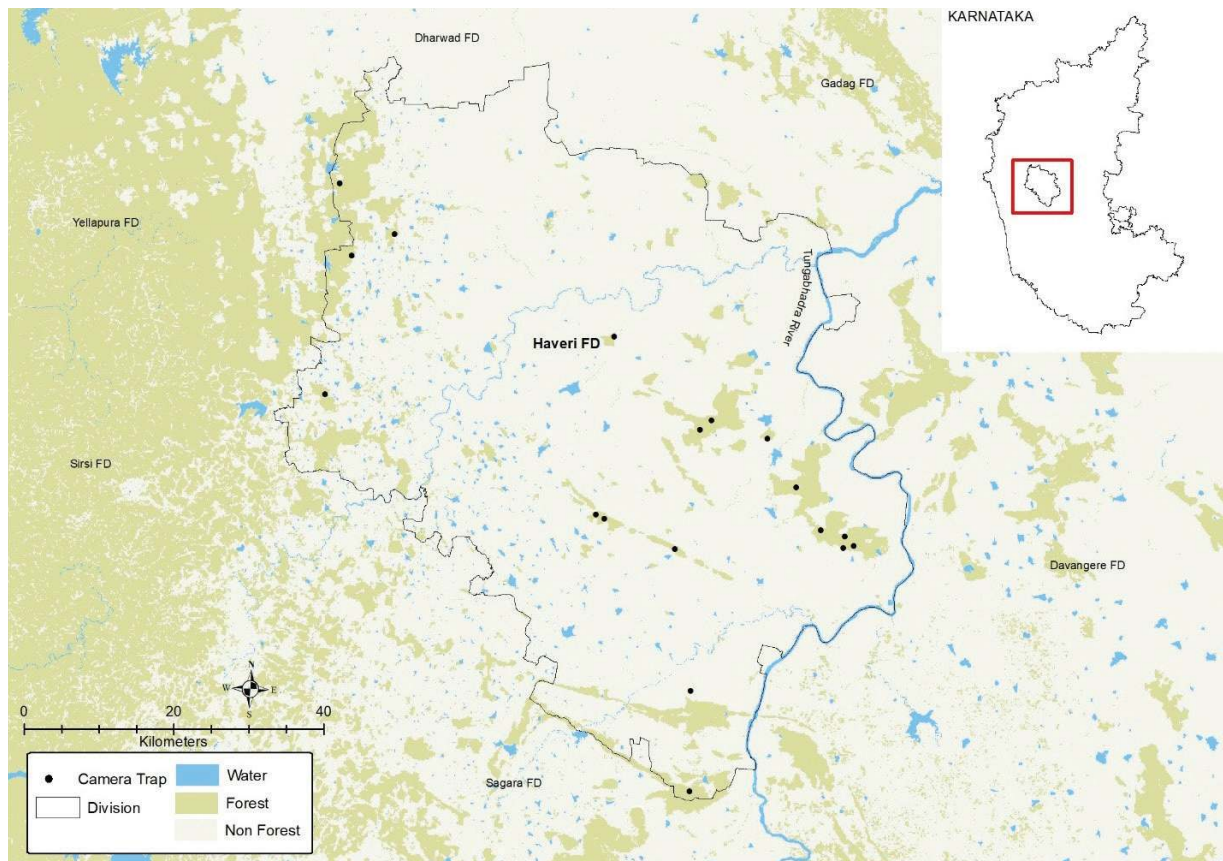 KARNATAKA
Dharwad FD
Gadag FD
Yellapura FD
Tungabhadra River
Haveri FD
Sirsi FD
Davangere FD
N
W E
S
0 20 40
Kilometers
Sagara FD
Camera Trap
Division
Water
Forest
Non Forest